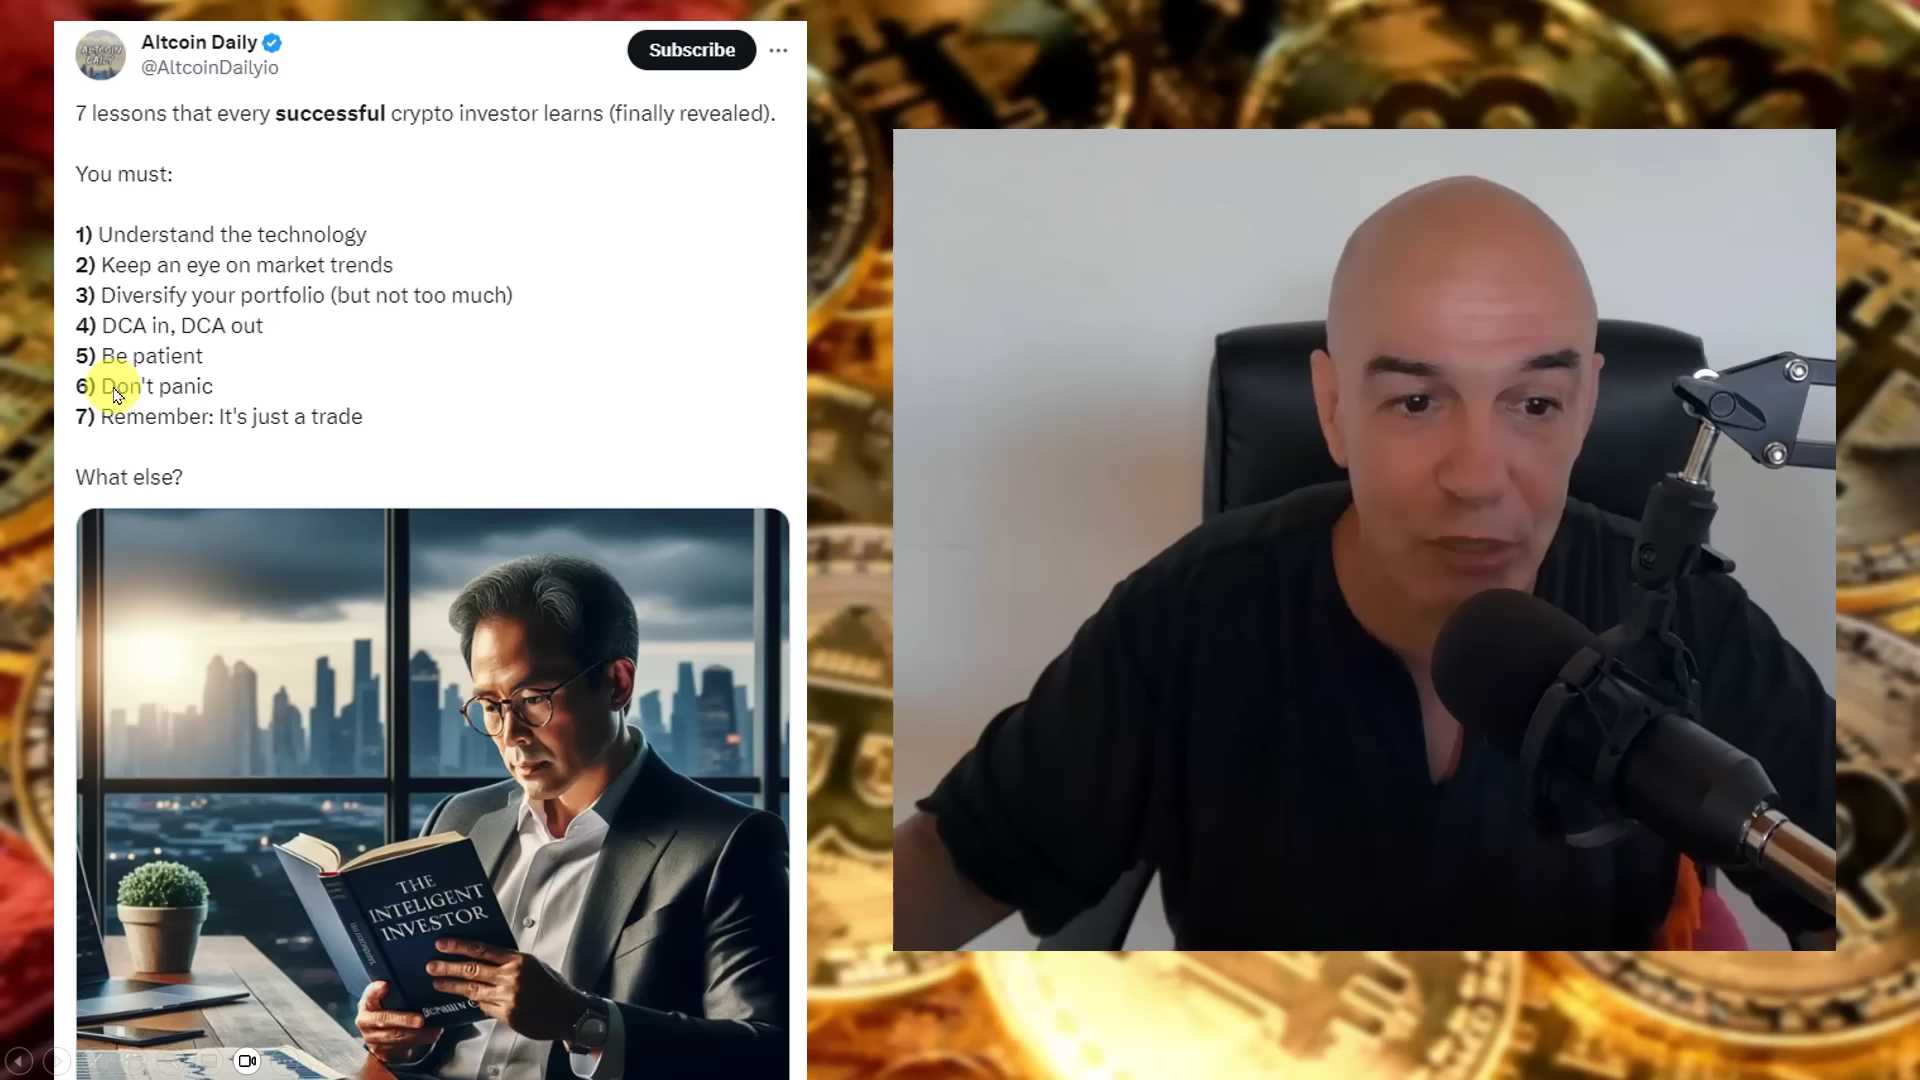 Altcoin Daily
@AltcoinDailyio
Subscribe
7 lessons that every successful crypto investor learns (finally revealed).
You must:
1) Understand the technology
2) Keep an eye on market trends
3) Diversify your portfolio (but not too much)
4) DCA in, DCA out
5) Be patient
6) Don't panic
7) Remember: It's just a trade
What else?
ALTCOIN
DAILY
THE
INTELIGENT
INVESTOR